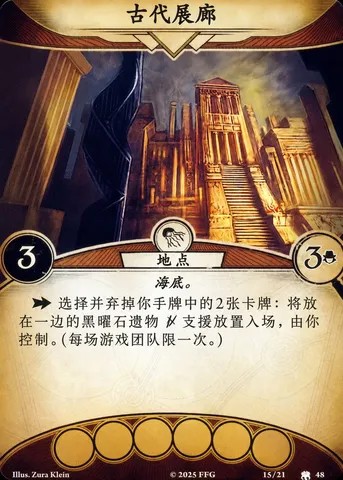 古代展廊
3
3
地点
海底。
选择并弃掉你手牌中的2张卡牌：将放
在一边的黑曜石遗物 支援放置入场，由你
控制。（每场游戏团队限一次。）
Illus. Zura Klein
© 2025 FFG
15/21
48